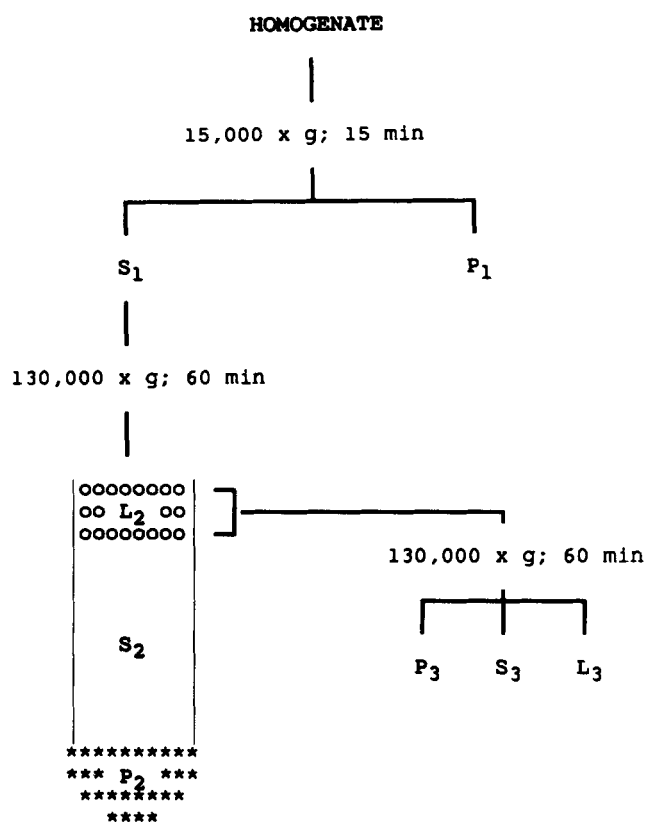 HOMOGENATE
15,000 x g; 15 min
S1 P1
130,000 x g; 60 min
oooooooo
oo L2 oo
oooooooo
130,000 x g; 60 min
S2
P3 S3 L3
**********
*** P2 ***
********
****